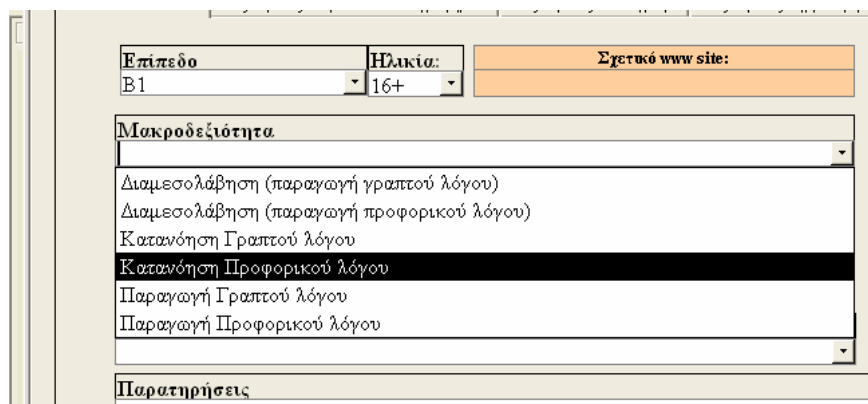 Επίπεδο Ηλικία: Σχετικό www site:
B1 16+
Μακροδεξιότητα
Διαμεσολάβηση (παραγωγή γραπτού λόγου)
Διαμεσολάβηση (παραγωγή προφορικού λόγου)
Κατανόηση Γραπτού λόγου
Κατανόηση Προφορικού λόγου
Παραγωγή Γραπτού λόγου
Παραγωγή Προφορικού λόγου
Παρατηρήσεις